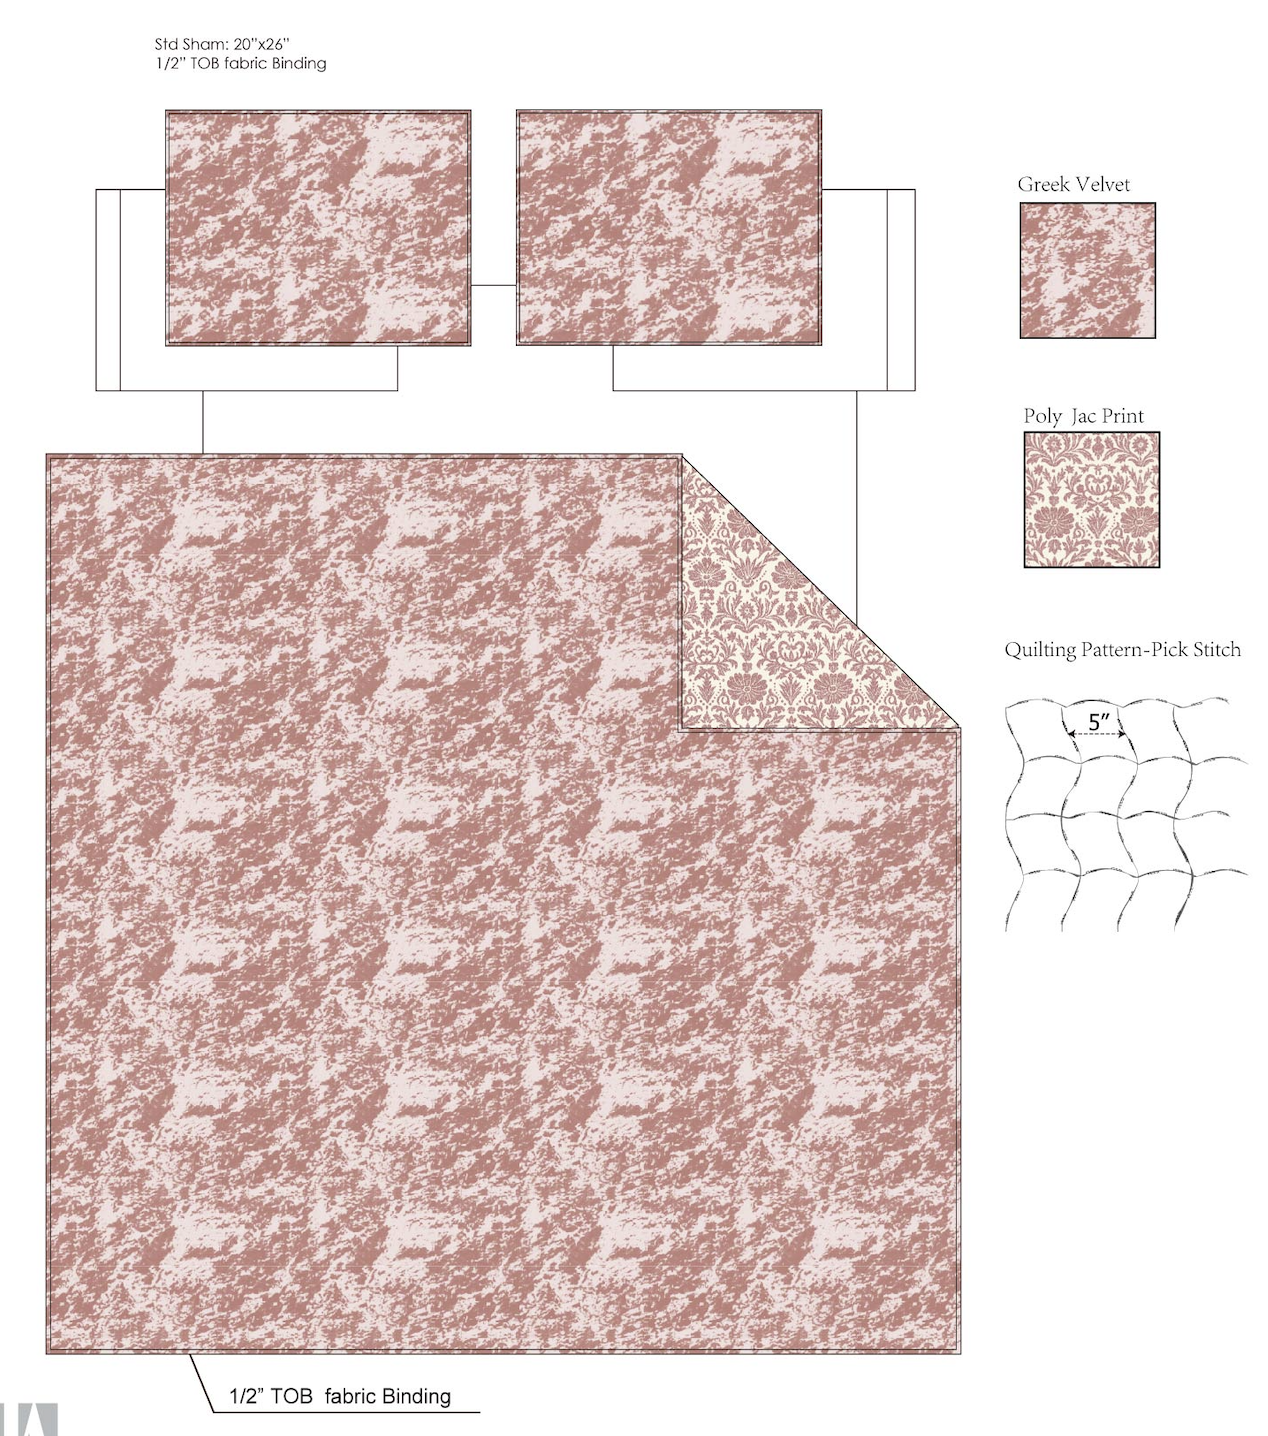 Std Sham: 20”x26”
1/2” TOB fabric Binding
Greek Velvet
Poly Jac Print
Quilting Pattern-Pick Stitch
5”
1/2” TOB fabric Binding